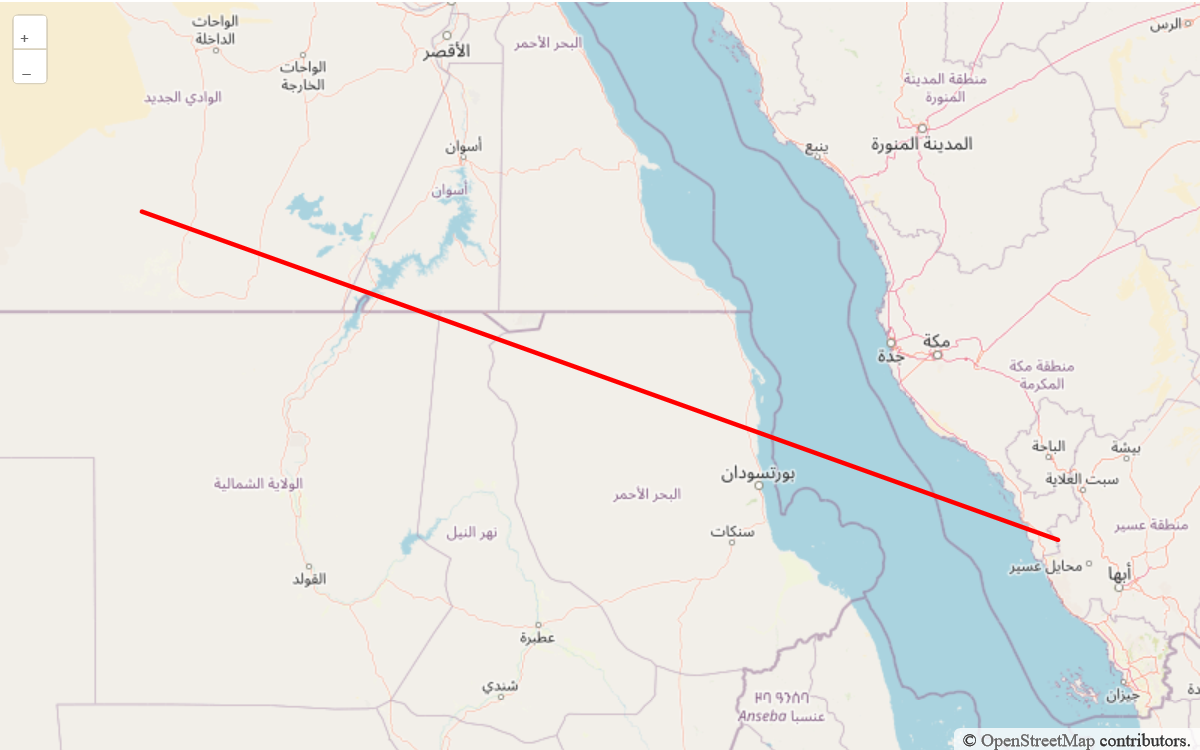 +
−
الواحات
الداخلة
الأقصر
البحر الأحمر
الرس
الواحات
الخارجة
الوادي الجديد
منطقة المدينة
المنورة
أسوان
ينبع
المدينة المنورة
أسوان
مكة
جدة
منطقة مكة
المكرمة
الباحة
بيشة
بورتسودان
سبت العلاية
الولاية الشمالية
البحر الأحمر
نهر النيل
سنكات
منطقة عسير
محايل عسير
أبها
القولد
عطبرة
شندي
ዞባ ዓንሰባ
Anseba عنسبا
جيزان
© OpenStreetMap contributors.